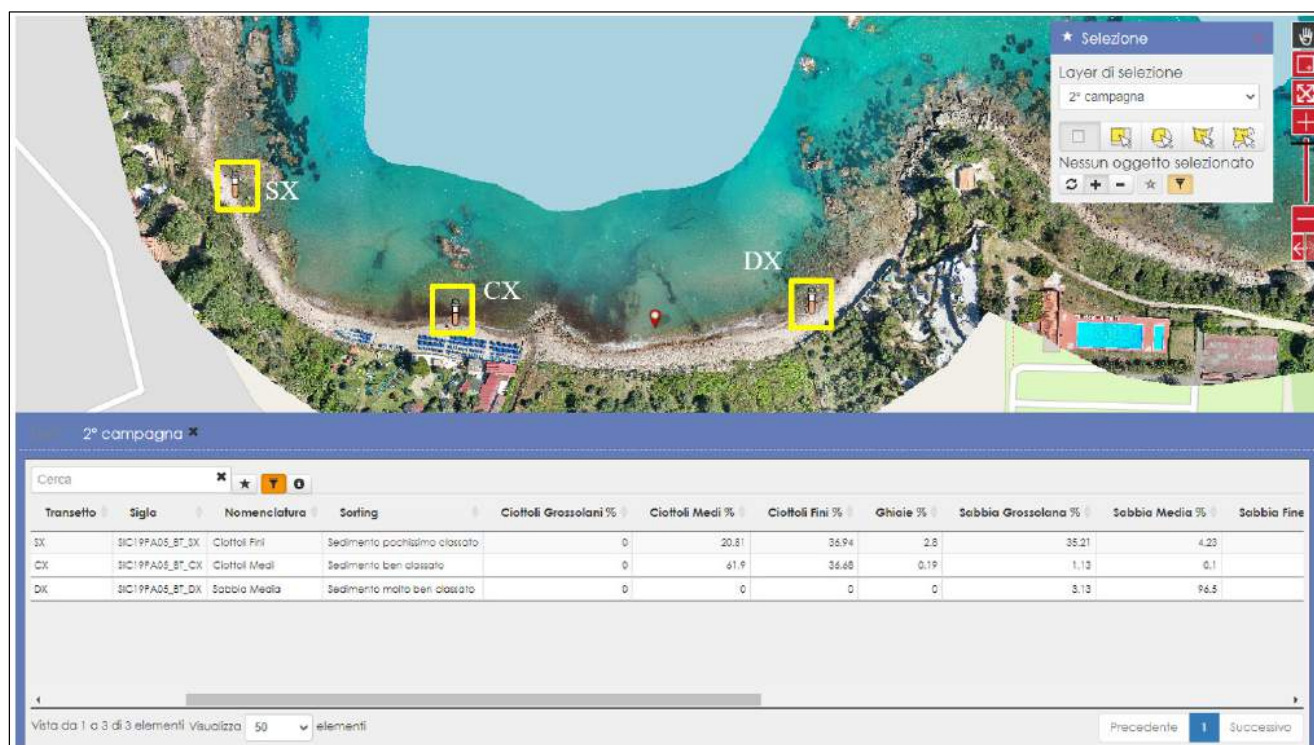 Selezione
Layer di selezione
2° campagna
Nessun oggetto selezionato
SX
CX
DX
2° campagna
Cerca
Transetto Sigla Nomenclatura Sorting Ciottoli Grossolani % Ciottoli Medi % Ciottoli Fini % Ghiaie % Sabbia Grossolana % Sabbia Media % Sabbia Fine
SX SIC19PA05_BT_SX Ciottoli Fini Sedimento pochissimo classato 0 20.81 36.94 2.8 35.21 4.23
CX SIC19PA05_BT_CX Ciottoli Medi Sedimento ben classato 0 61.9 36.68 0.19 1.13 0.1
DX SIC19PA05_BT_DX Sabbia Media Sedimento molto ben classato 0 0 0 0 3.13 96.5
Vista da 1 a 3 di 3 elementi Visualizza 50 elementi
Precedente 1 Successivo